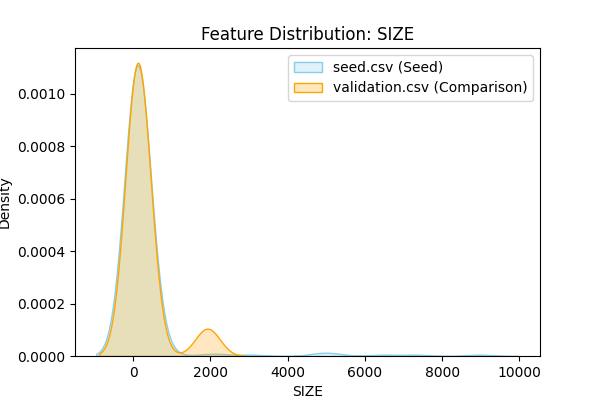 Feature Distribution: SIZE
seed.csv (Seed)
validation.csv (Comparison)
Density
0.0010
0.0008
0.0006
0.0004
0.0002
0.0000
0 2000 4000 6000 8000 10000
SIZE